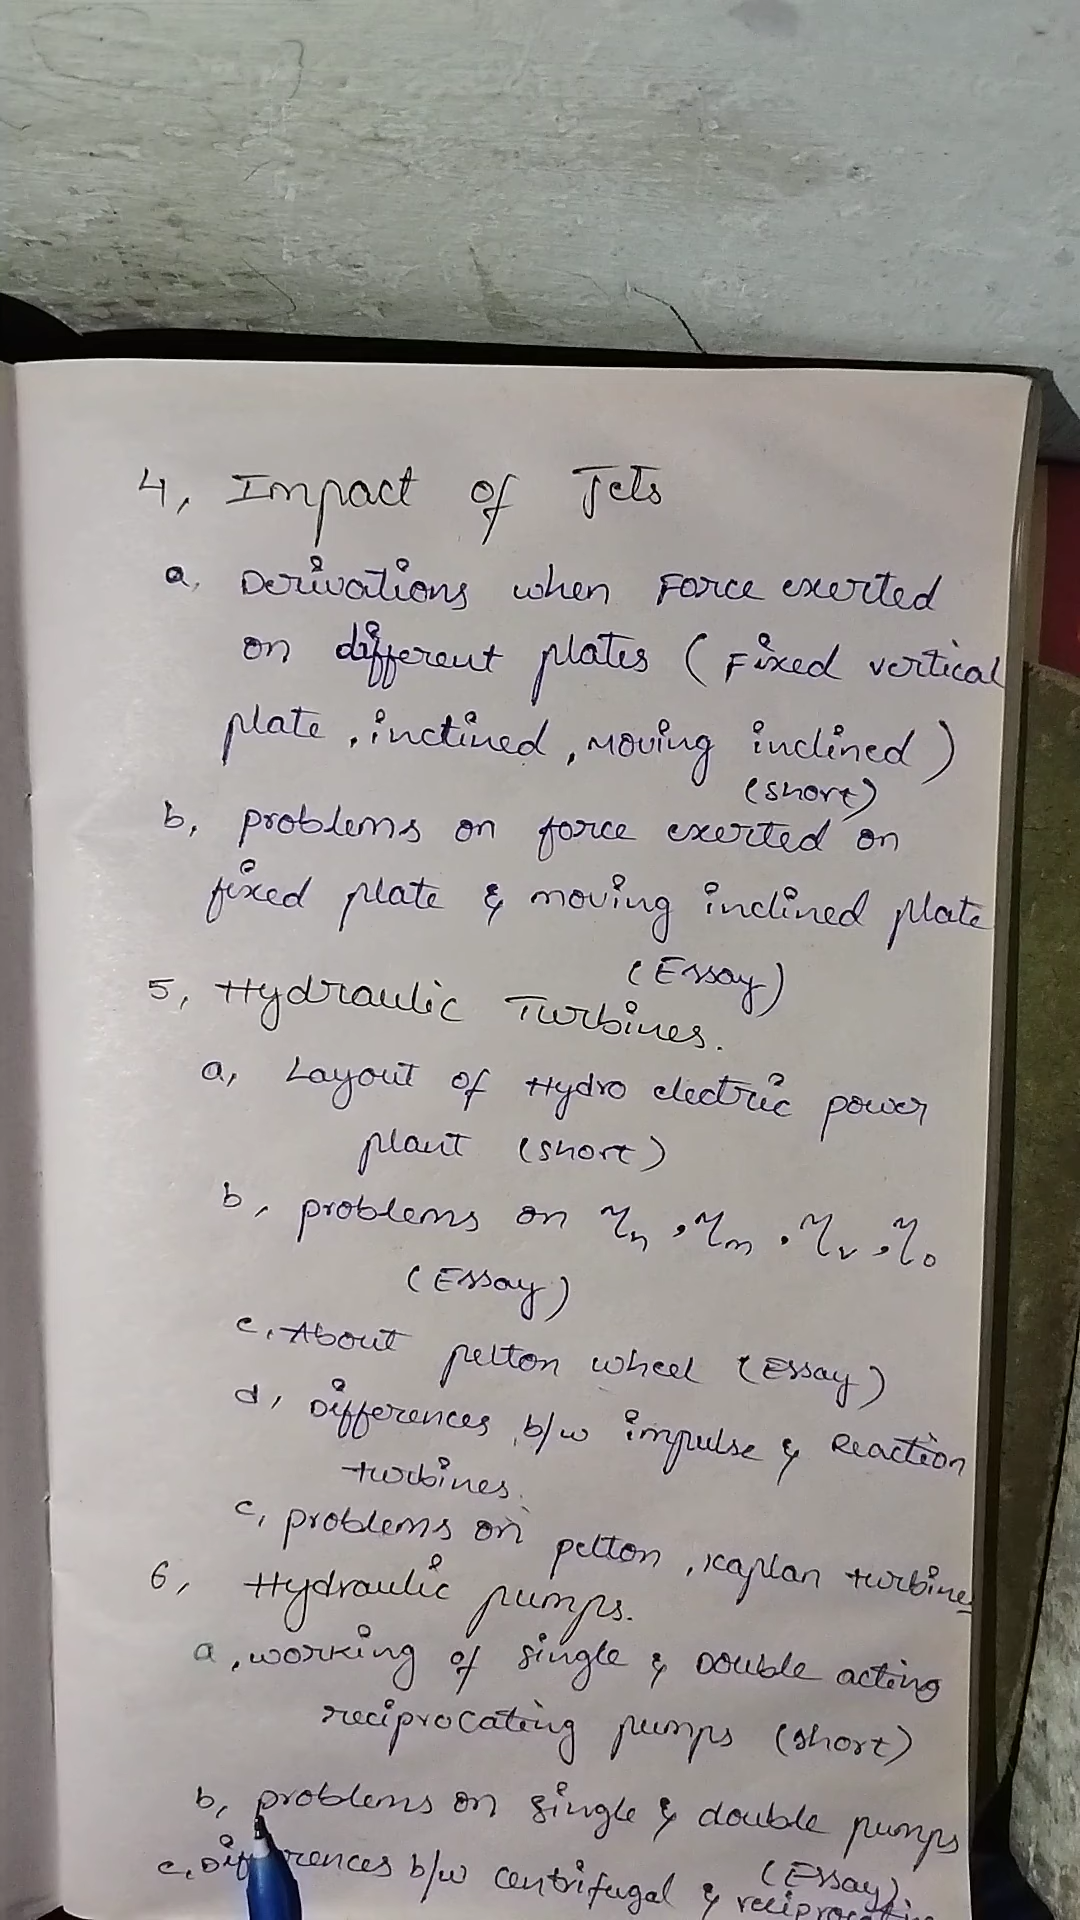 4, Impact of Jets
a. Derivations when Force exerted
on different plates ( Fixed vertical
plate, inclined, Moving inclined )
(short)
b, problems on force exerted on
fixed plate & moving inclined plate
(Essay)
5, Hydraulic Turbines.
a, Layout of Hydro electric power
plant (short)
b, problems on ηn, ηm, ηv, ηo
(Essay)
c, About pelton wheel (Essay)
d, Differences b/w impulse & Reaction
turbines.
c, problems on pelton, kaplan turbines
6, Hydraulic pumps.
a, working of single & Double acting
reciprocating pumps (short)
b, problems on single & double pumps
(Essay)
c, Differences b/w centrifugal & reciprocating